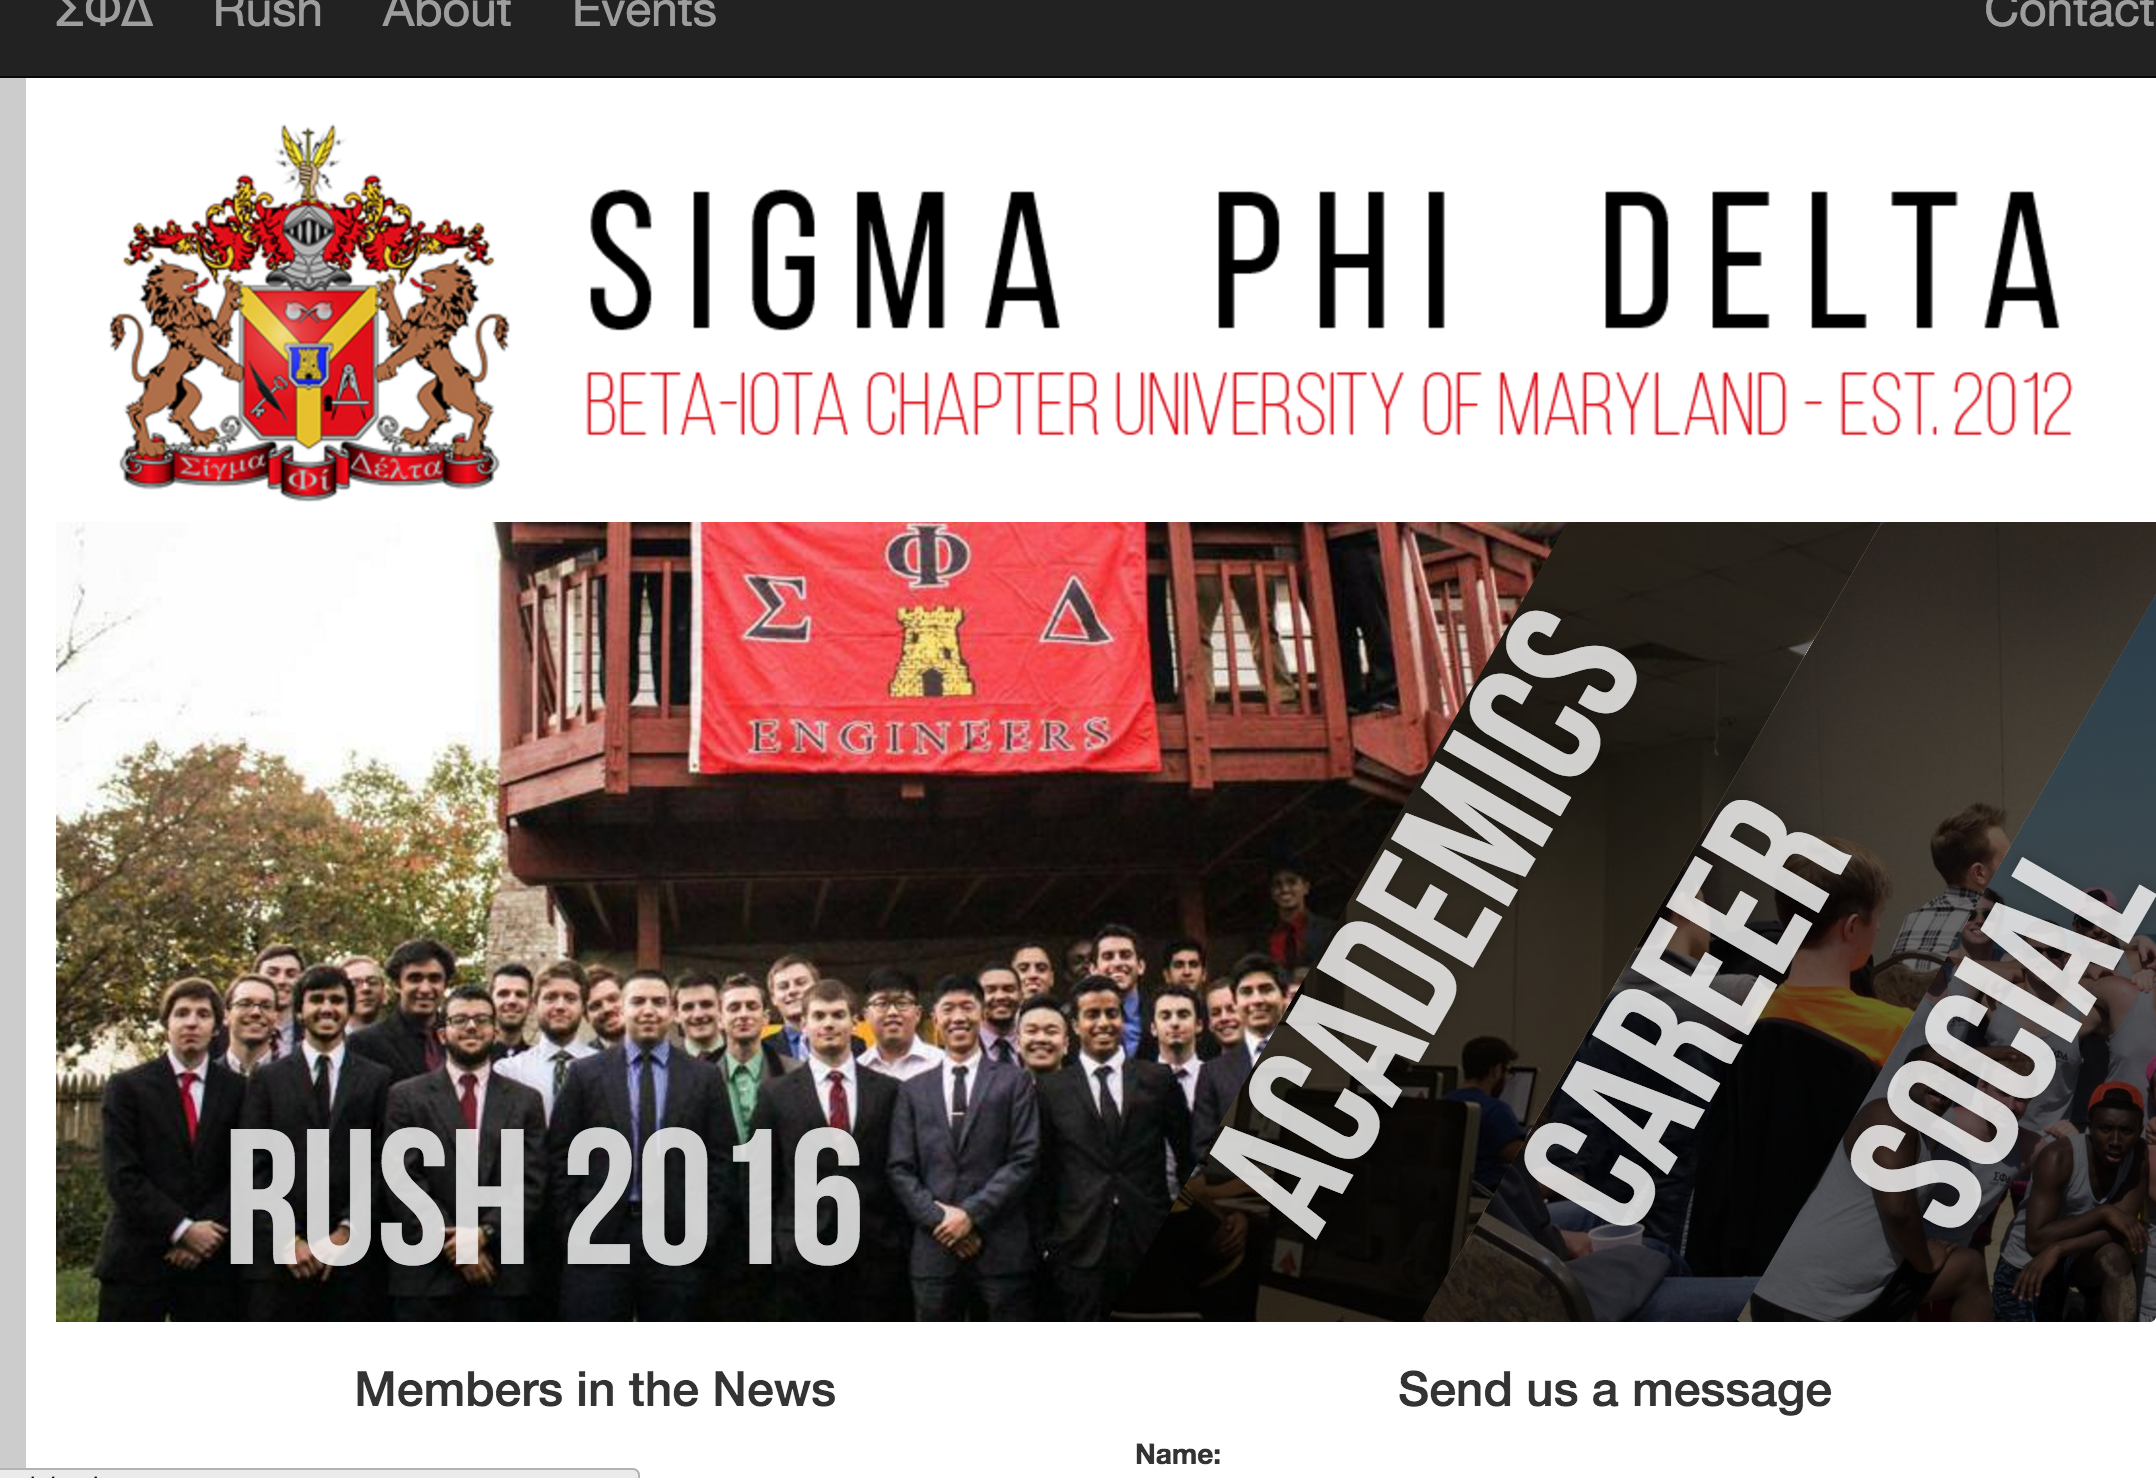 ΣΦΔ Rush About Events Contact
SIGMA PHI DELTA
BETA-IOTA CHAPTER UNIVERSITY OF MARYLAND - EST. 2012
Σίγμα Φί Δέλτα
Φ
Σ Δ
ENGINEERS
ACADEMICS
CAREER
SOCIAL
RUSH 2016
Members in the News
Send us a message
Name: